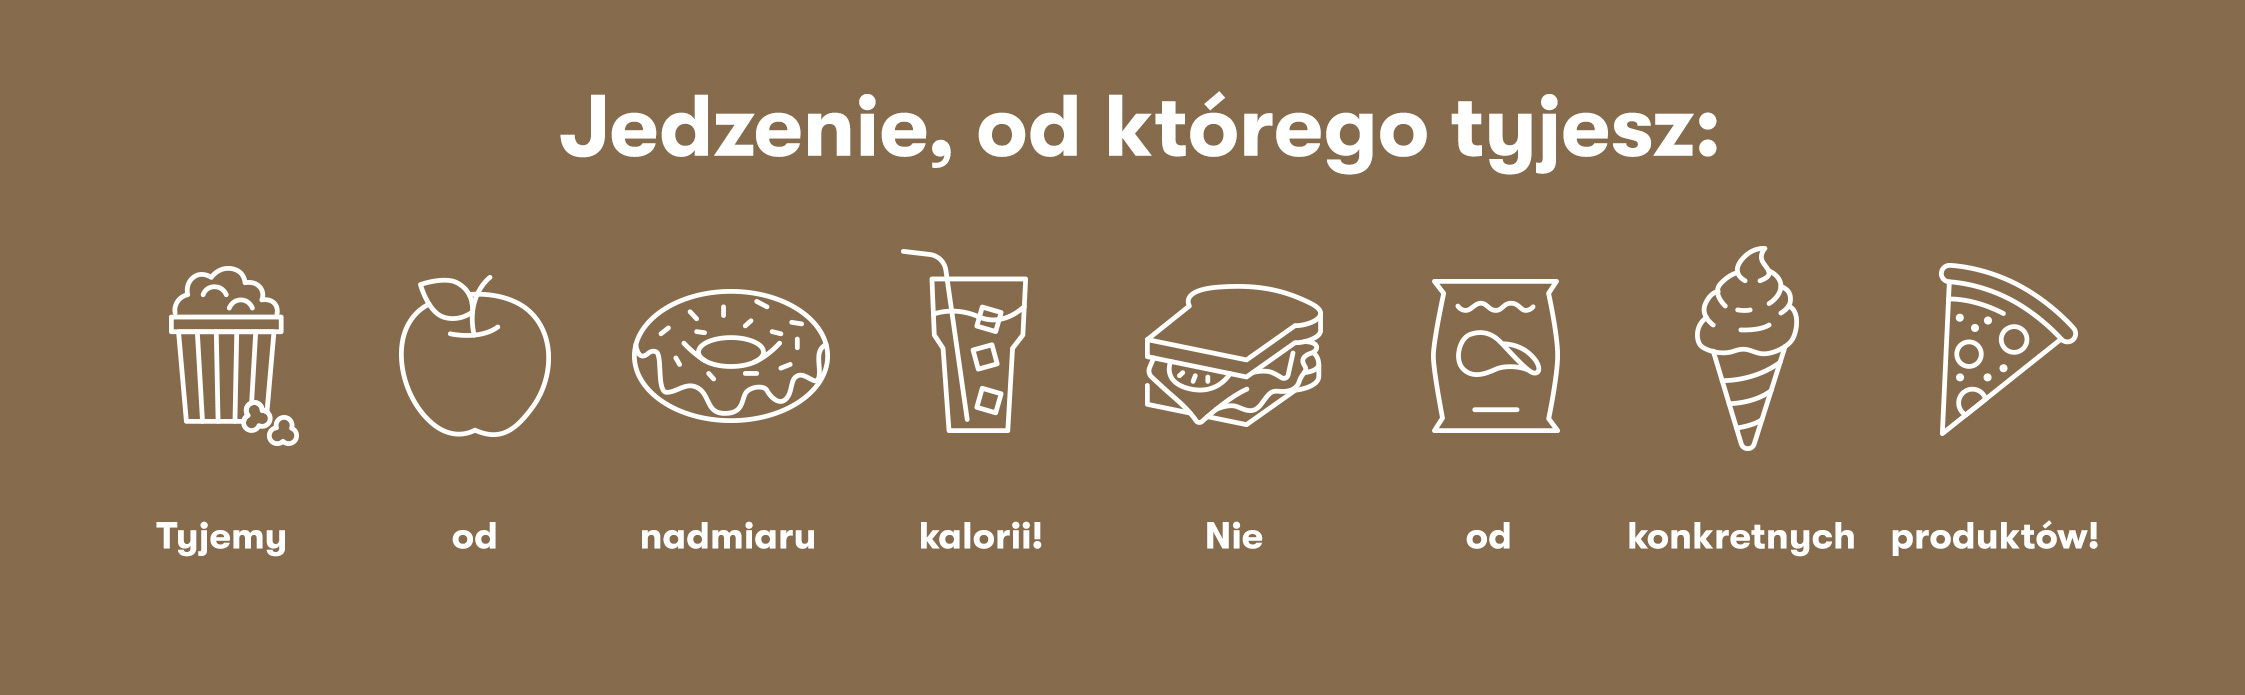 Jedzenie, od którego tyjesz:
Tyjemy od nadmiaru kalorii! Nie od konkretnych produktów!